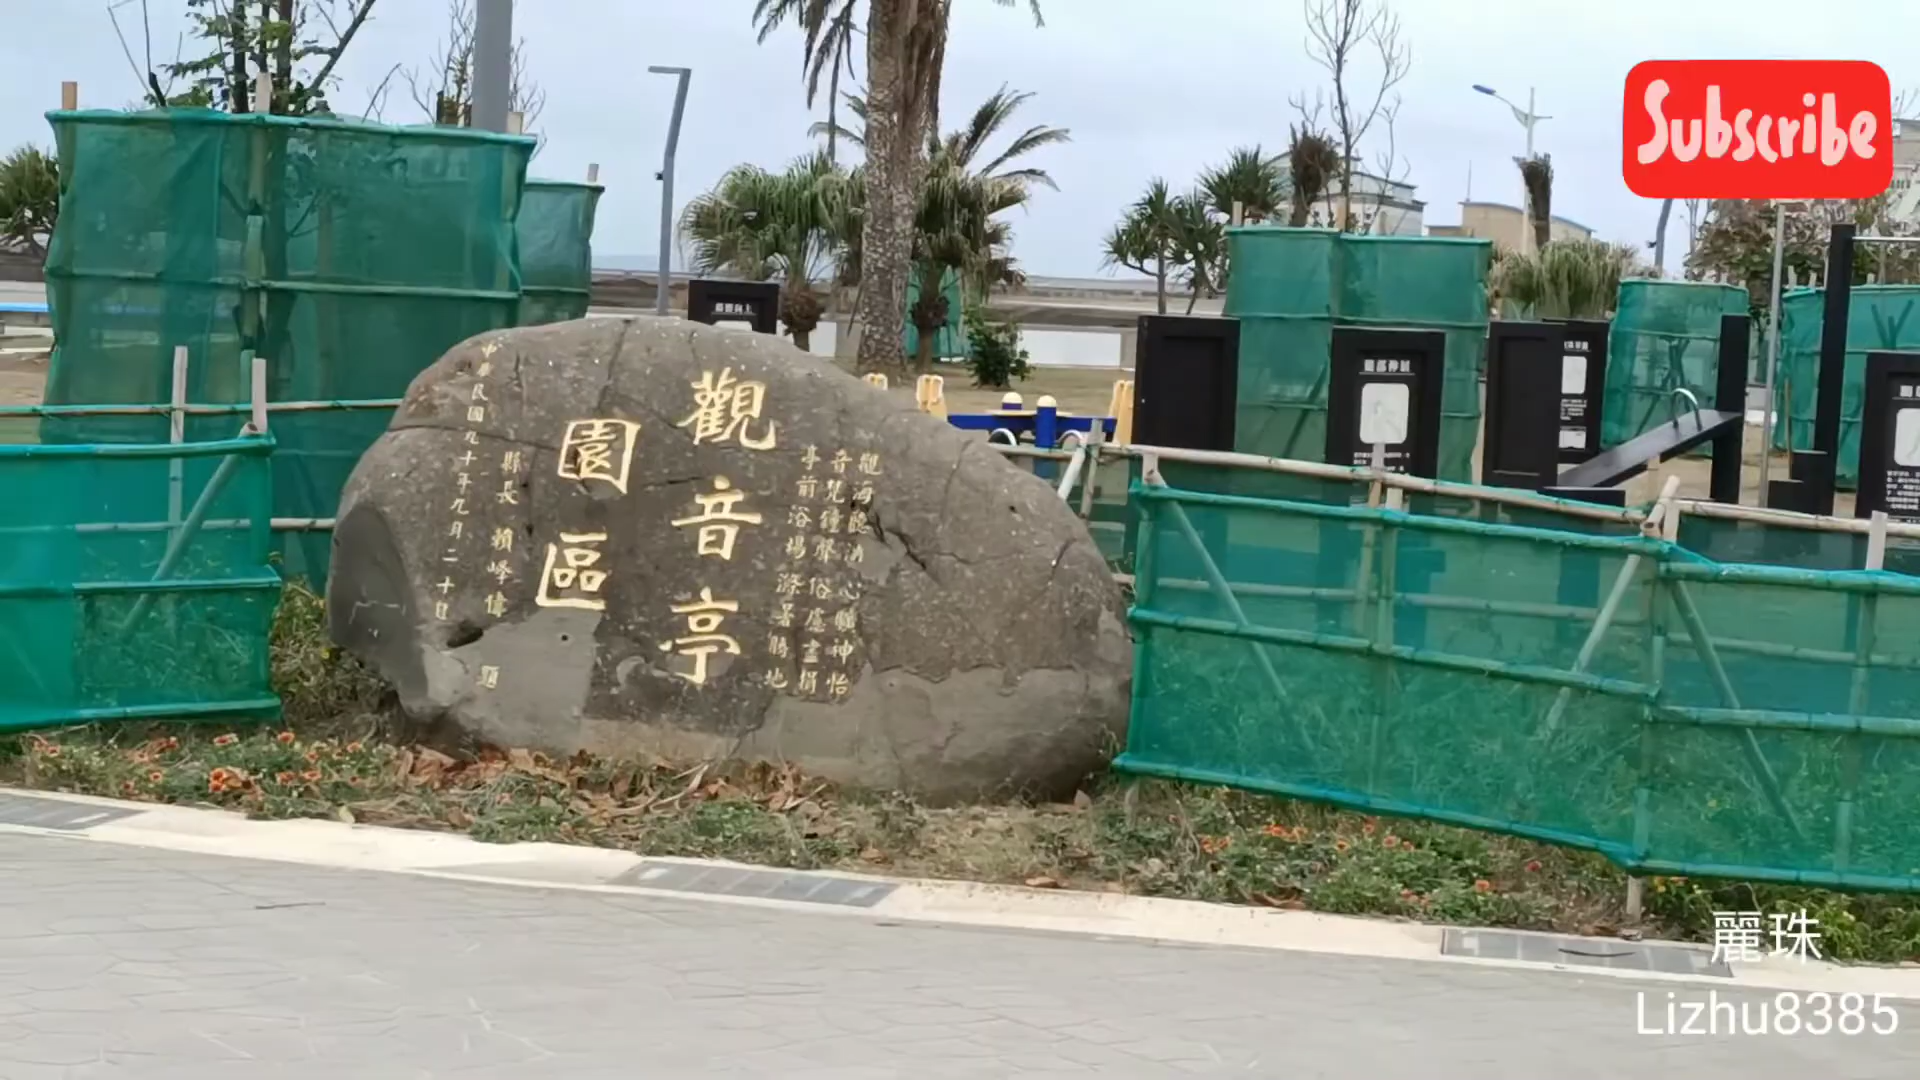 Subscribe
觀海聽濤心曠神怡
音梵鐘聲俗慮盡捐
亭前浴場滌暑勝地
觀音亭
園區
縣長 賴峰偉 題
中華民國九十年九月二十日
麗珠
Lizhu8385